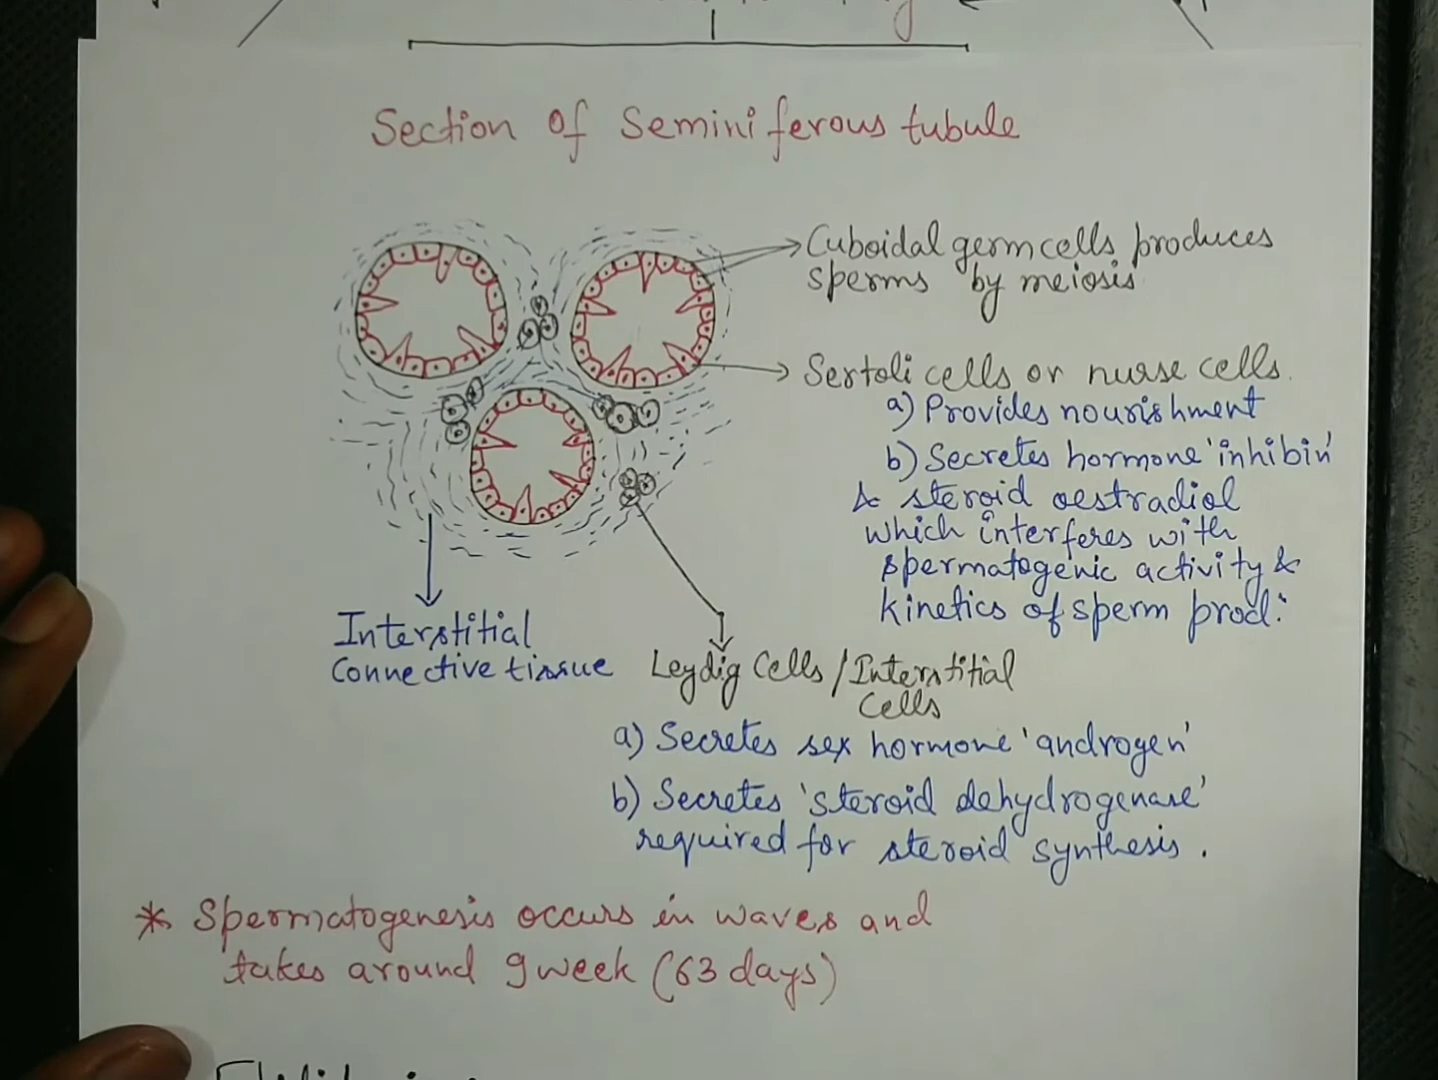 Section of Seminiferous tubule
Cuboidal germ cells produces
sperms by meiosis
Sertoli cells or nurse cells.
a) Provides nourishment
b) Secretes hormone 'inhibin'
& steroid oestradiol
which interferes with
spermatogenic activity &
kinetics of sperm prod:
Interstitial
Connective tissue
Leydig Cells / Interstitial
Cells
a) Secretes sex hormone 'androgen'
b) Secretes 'steroid dehydrogenase'
required for steroid synthesis.
* Spermatogenesis occurs in waves and
takes around 9 week (63 days)